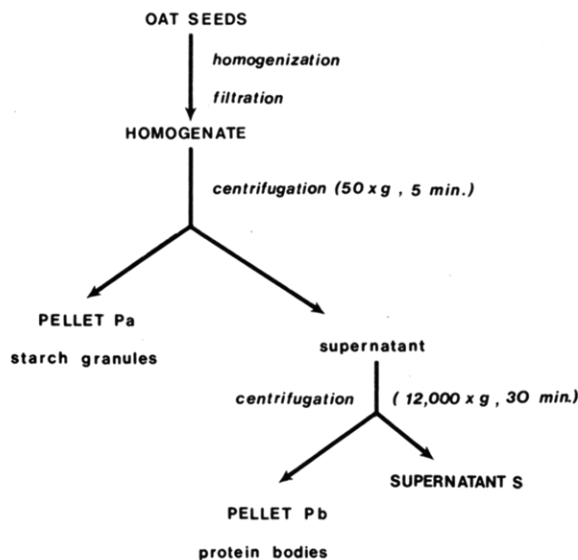 OAT SEEDS
homogenization
filtration
HOMOGENATE
centrifugation (50 x g , 5 min.)
PELLET Pa
starch granules
supernatant
centrifugation ( 12,000 x g , 30 min.)
SUPERNATANT S
PELLET Pb
protein bodies